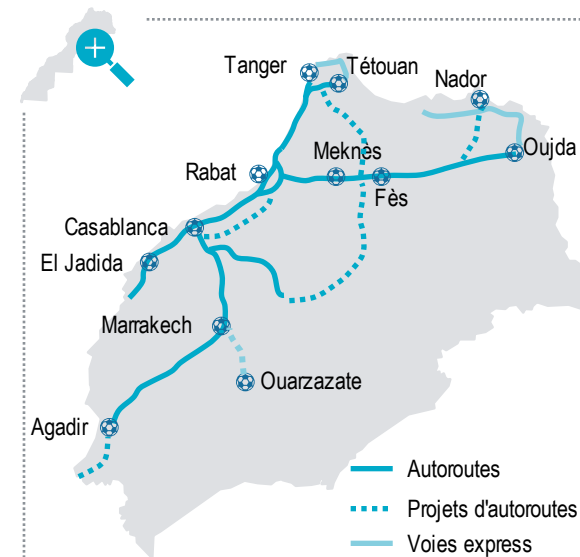 Tanger
Tétouan
Nador
Oujda
Meknès
Rabat
Fès
Casablanca
El Jadida
Marrakech
Ouarzazate
Agadir
Autoroutes
Projets d'autoroutes
Voies express